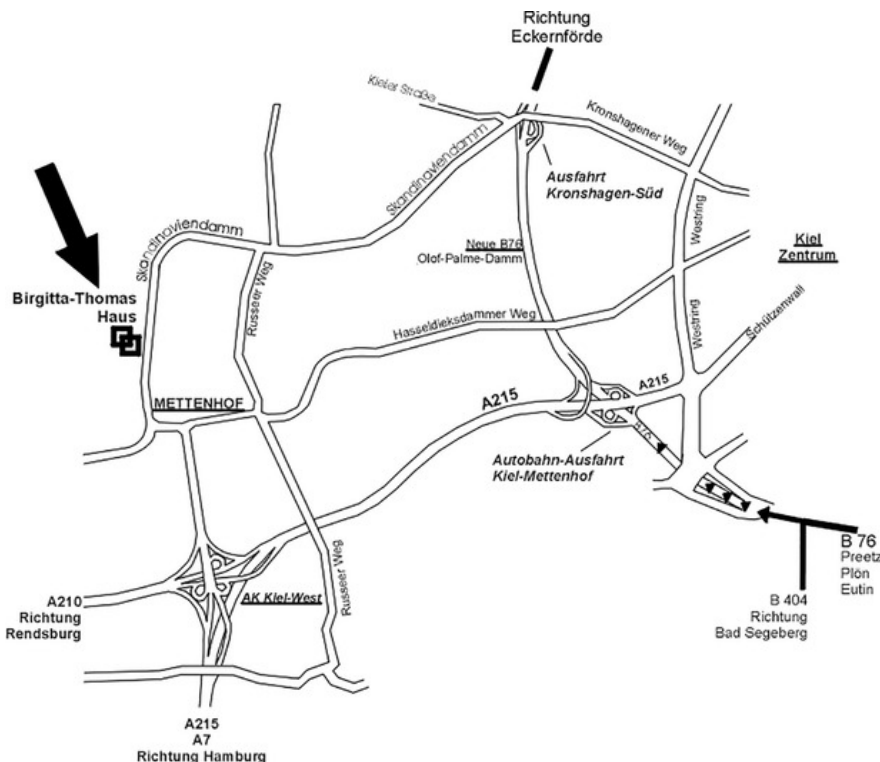 Richtung
Eckernförde
Kieler Straße
Kronshagener Weg
Skandinaviendamm
Ausfahrt
Kronshagen-Süd
Westring
Skandinaviendamm
Neue B76
Olof-Palme-Damm
Kiel
Zentrum
Birgitta-Thomas
Haus
Russeer Weg
Hasseldieksdammer Weg
Westring
Schützenwall
METTENHOF
A215
A215
B76
Autobahn-Ausfahrt
Kiel-Mettenhof
B 76
Preetz
Plön
Eutin
B 404
Richtung
Bad Segeberg
Russeer Weg
AK Kiel-West
A210
Richtung
Rendsburg
A215
A7
Richtung Hamburg